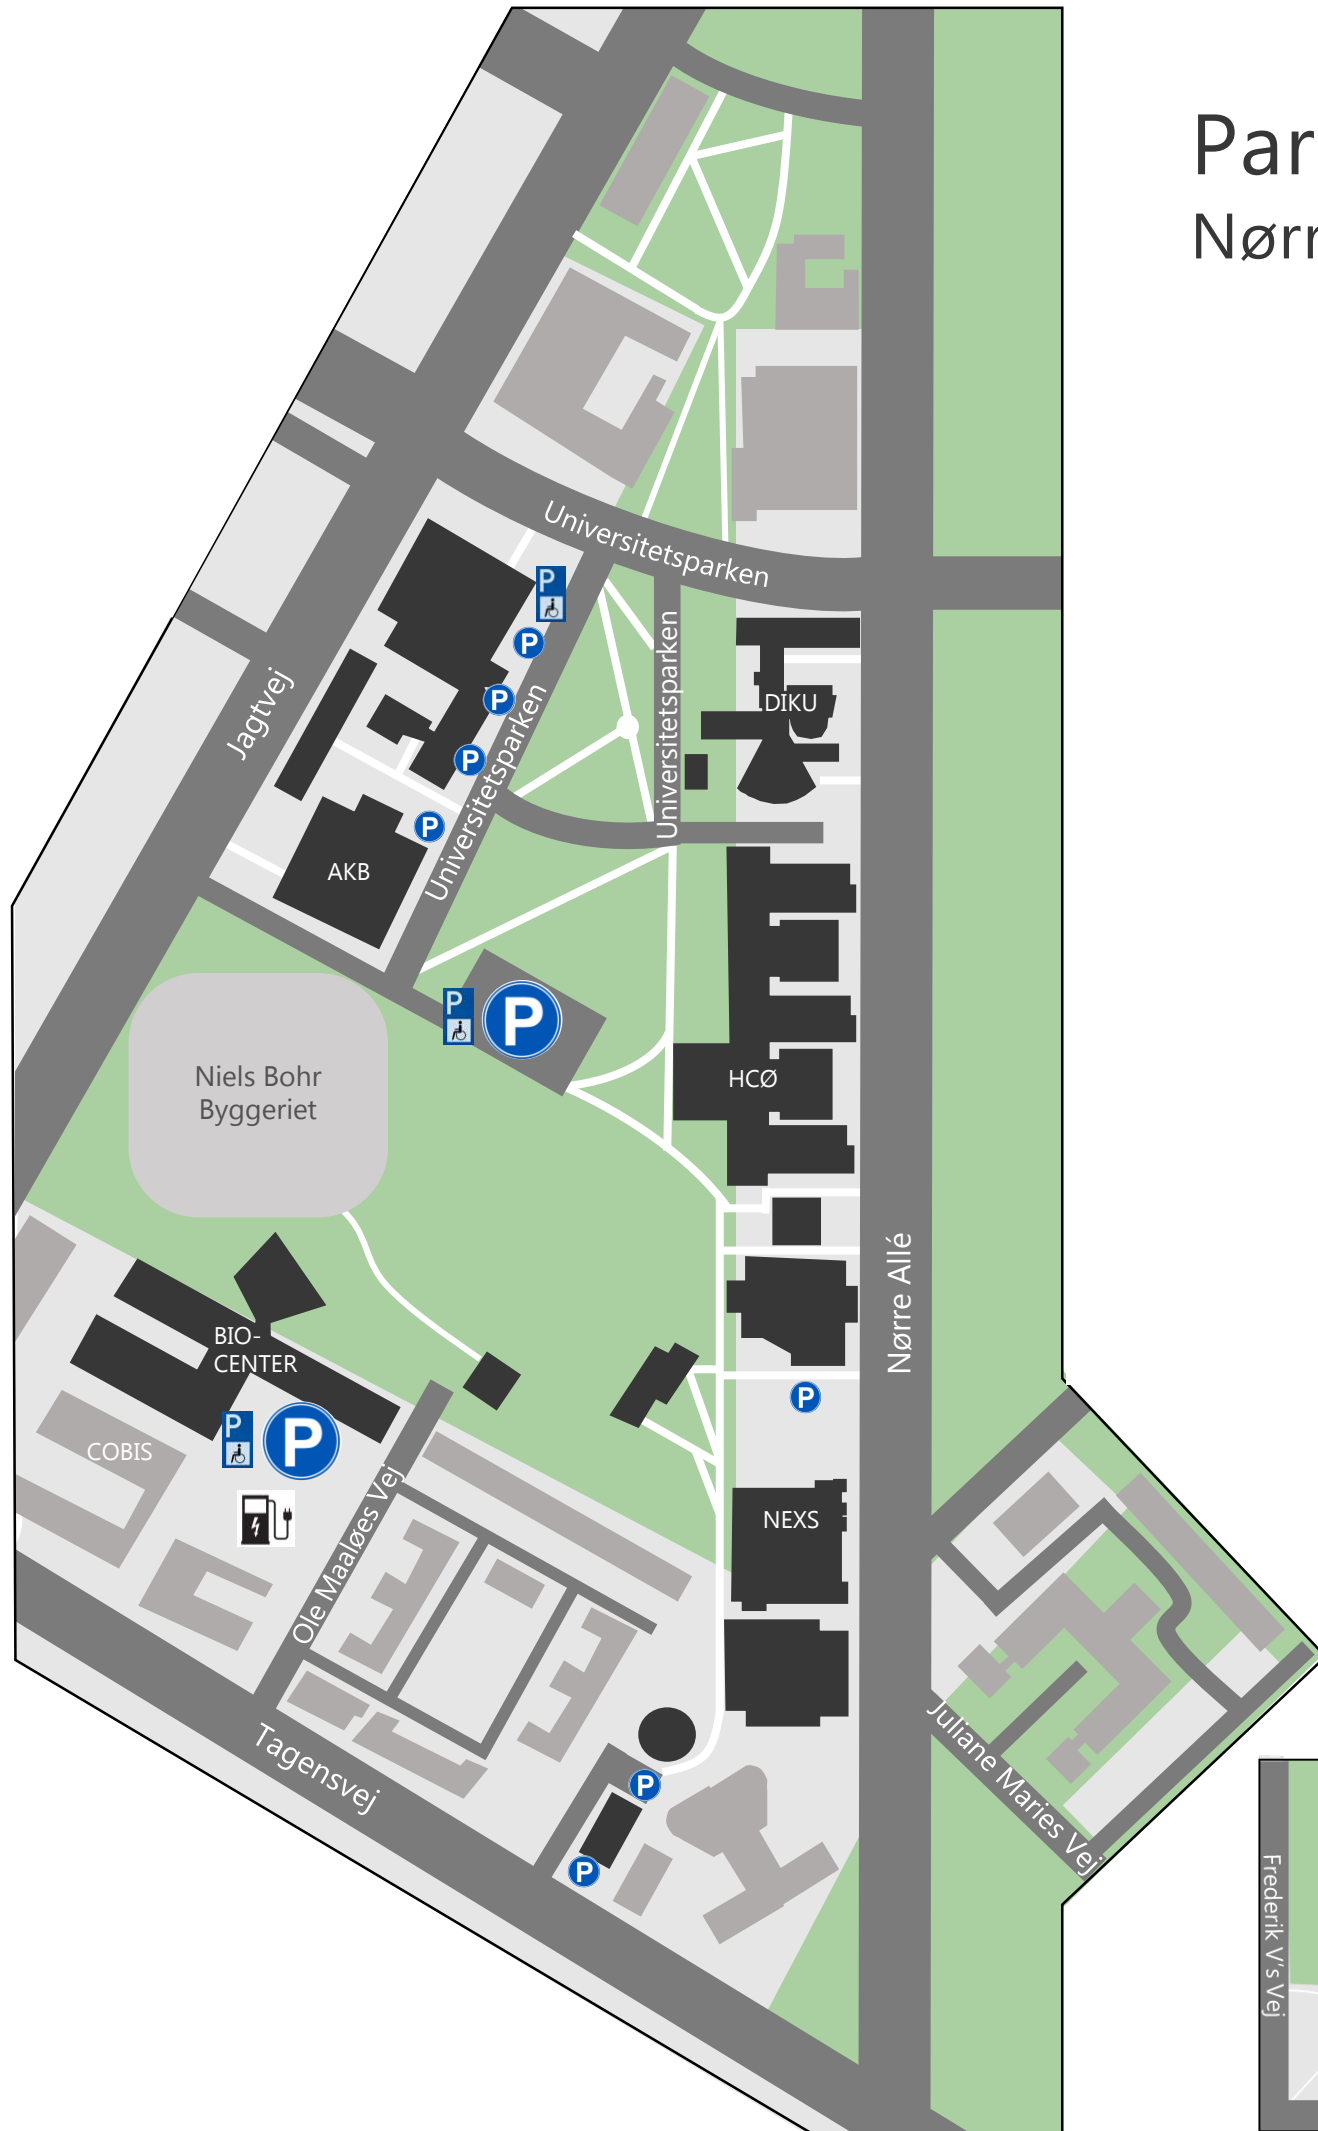 Par
Nørr
Universitetsparken
P
P
Universitetsparken
Jagtvej
DIKU
P
Universitetsparken
P
P
AKB
P
P
Niels Bohr
Byggeriet
HCØ
Nørre Allé
BIO-
CENTER
P
P
P
COBIS
NEXS
Ole Maaløes Vej
Juliane Maries Vej
Tagensvej
P
P
Frederik V's Vej